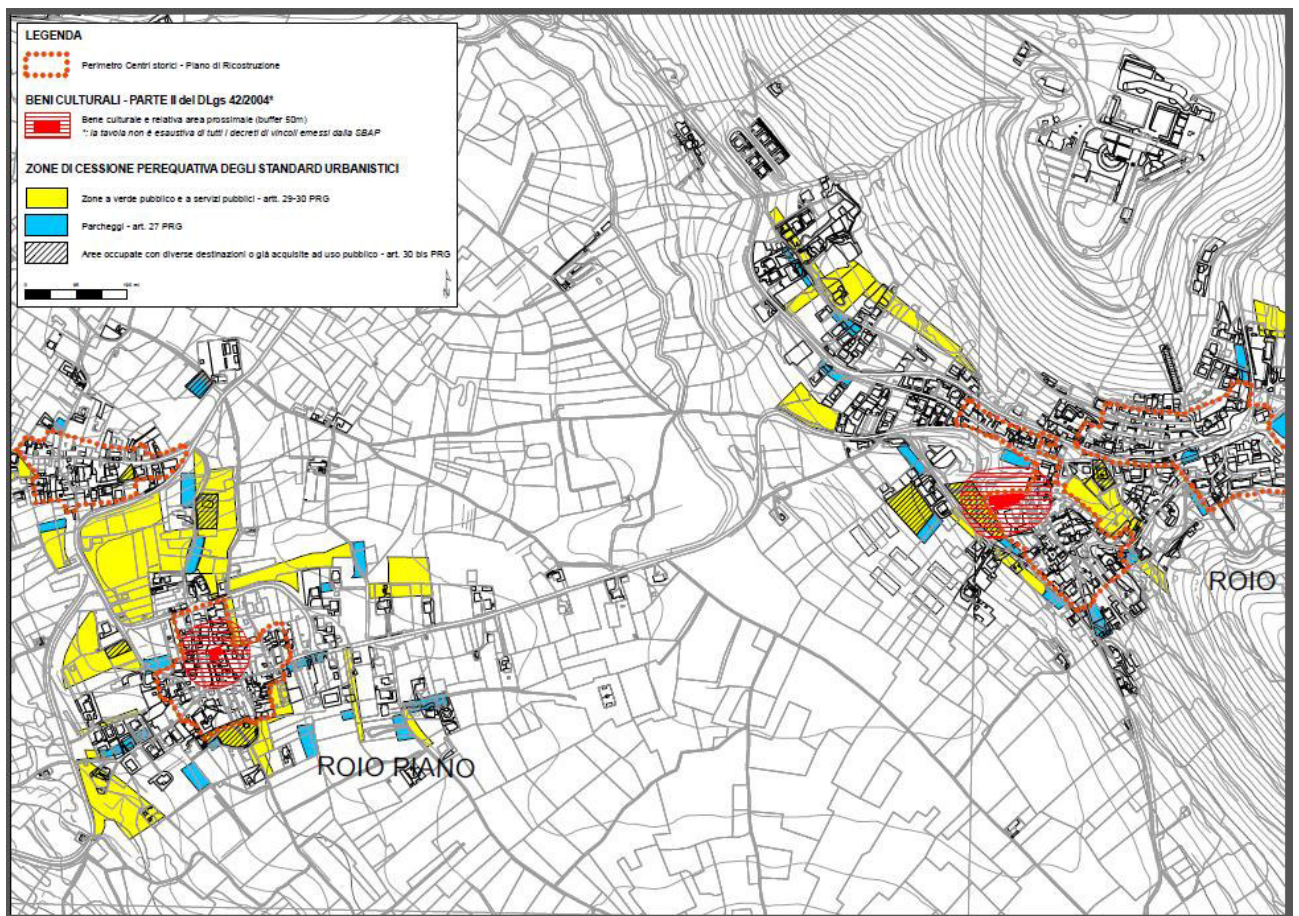 LEGENDA
Perimetro Centri storici - Piano di Ricostruzione
BENI CULTURALI - PARTE II del DLgs 42/2004*
Bene culturale e relativa area prossimale (buffer 50m)
*: la tavola non è esaustiva di tutti i decreti di vincoli emessi dalla SBAP
ZONE DI CESSIONE PEREQUATIVA DEGLI STANDARD URBANISTICI
Zone a verde pubblico e a servizi pubblici - artt. 29-30 PRG
Parcheggi - art. 27 PRG
Aree occupate con diverse destinazioni o già acquisite ad uso pubblico - art. 30 bis PRG
N
ROIO
ROIO PIANO